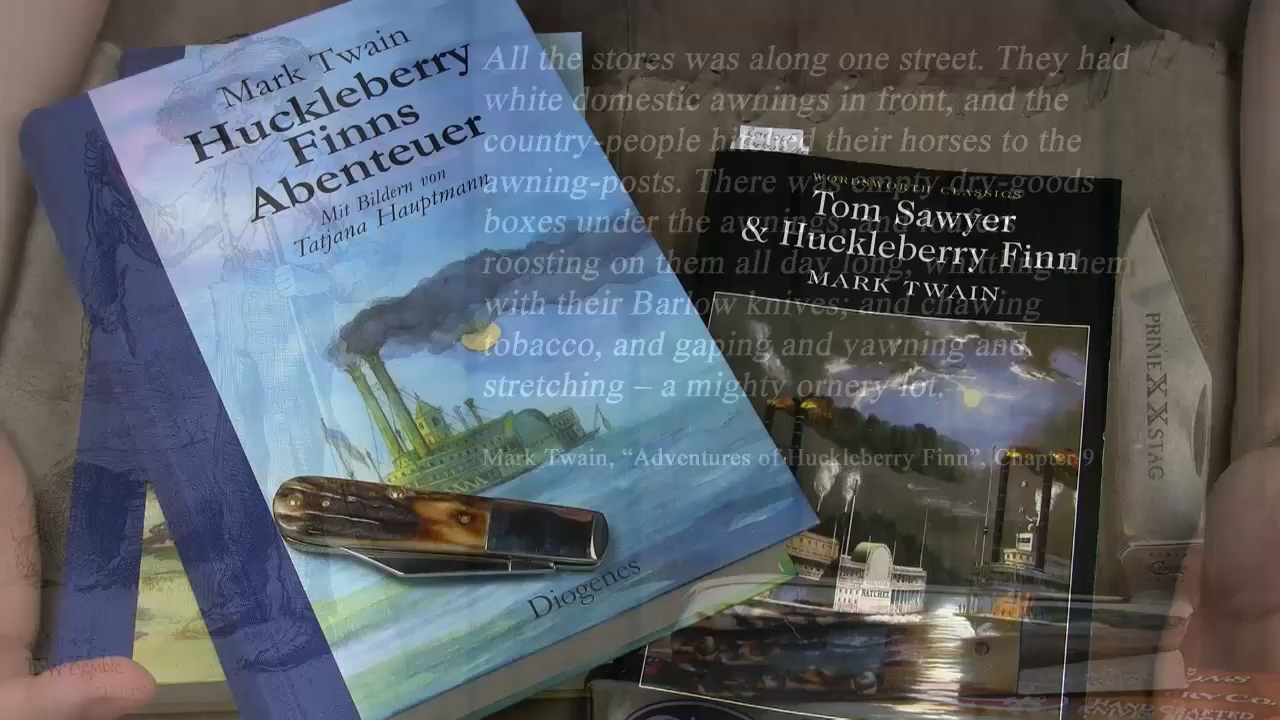 Mark Twain
Huckleberry
Finns
Abenteuer
Mit Bildern von
Tatjana Hauptmann
Diogenes
All the stores was along one street. They had
white domestic awnings in front, and the
country-people their horses to the
awning-posts. There was empty dry-goods
boxes under the awnings, and
roosting on them all day long, whittling them
with their Barlow knives; and chawing
tobacco, and gaping and yawning and
stretching – a mighty ornery lot.
Mark Twain, “Adventures of Huckleberry Finn”, Chapter 9
WORDSWORTH CLASSICS
Tom Sawyer
& Huckleberry Finn
MARK TWAIN
NATCHEZ
PRIME XX STAG